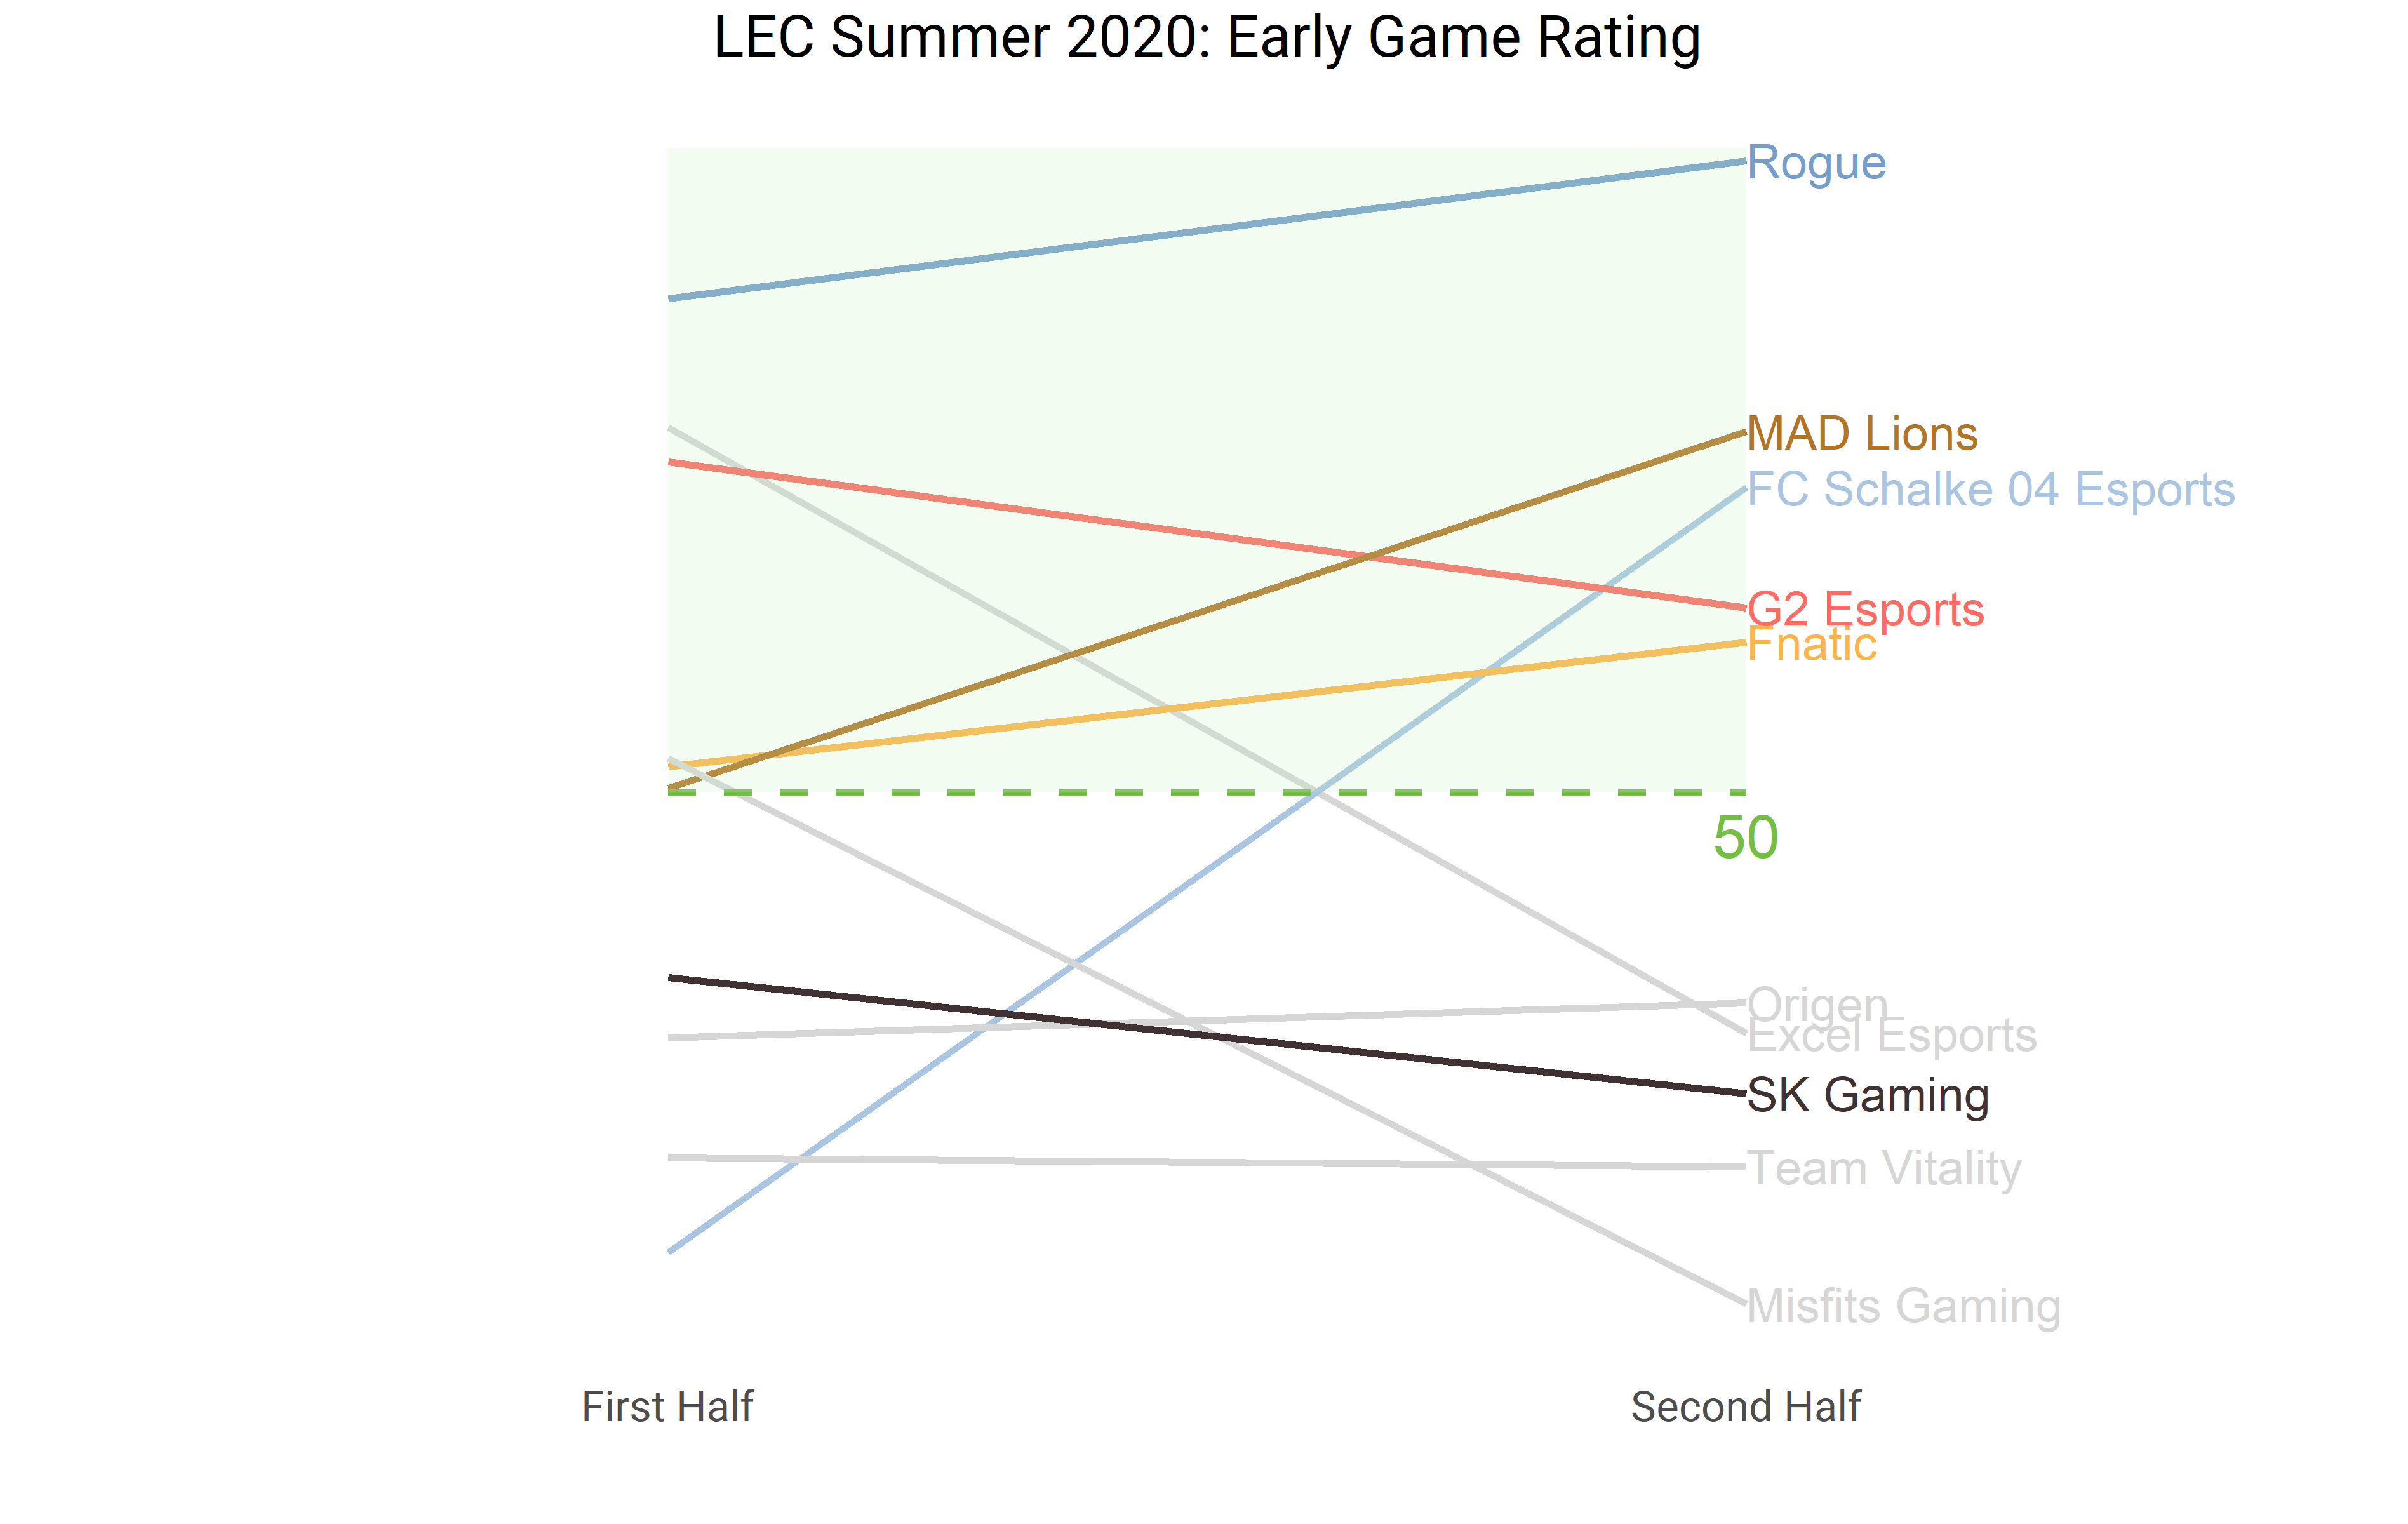 LEC Summer 2020: Early Game Rating
Rogue
MAD Lions
FC Schalke 04 Esports
G2 Esports
Fnatic
50
Origen
Excel Esports
SK Gaming
Team Vitality
Misfits Gaming
First Half
Second Half